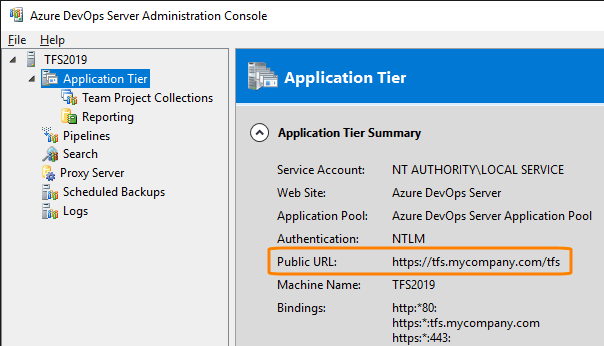 Azure DevOps Server Administration Console
File Help
TFS2019
Application Tier
Team Project Collections
Reporting
Pipelines
Search
Proxy Server
Scheduled Backups
Logs
Application Tier
Application Tier Summary
Service Account: NT AUTHORITY\LOCAL SERVICE
Web Site: Azure DevOps Server
Application Pool: Azure DevOps Server Application Pool
Authentication: NTLM
Public URL: https://tfs.mycompany.com/tfs
Machine Name: TFS2019
Bindings: http:*80:
https:*:tfs.mycompany.com
https:*:443: